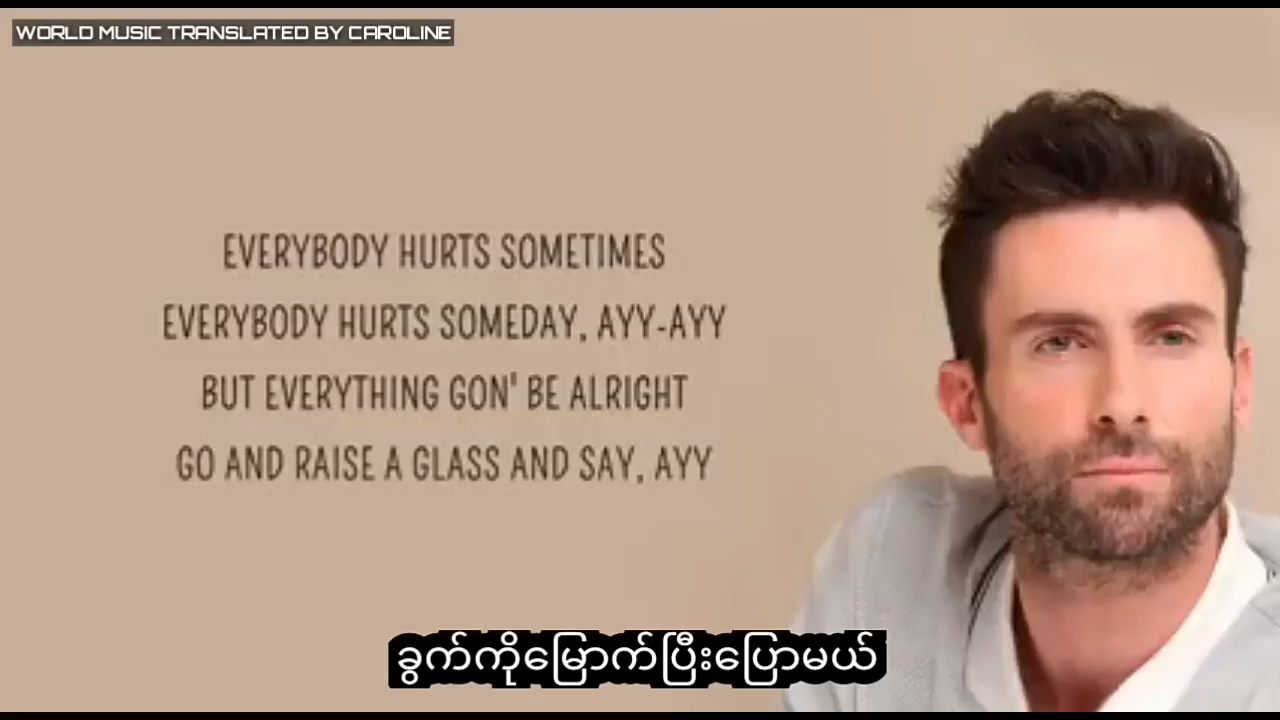 WORLD MUSIC TRANSLATED BY CAROLINE
EVERYBODY HURTS SOMETIMES
EVERYBODY HURTS SOMEDAY, AYY-AYY
BUT EVERYTHING GON' BE ALRIGHT
GO AND RAISE A GLASS AND SAY, AYY
ခွက်ကိုမြှောက်ပြီးပြောမယ်